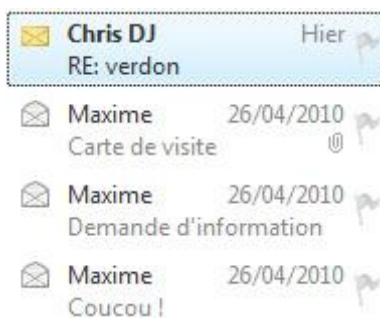 Chris DJ Hier
RE: verdon
Maxime 26/04/2010
Carte de visite
Maxime 26/04/2010
Demande d'information
Maxime 26/04/2010
Coucou !